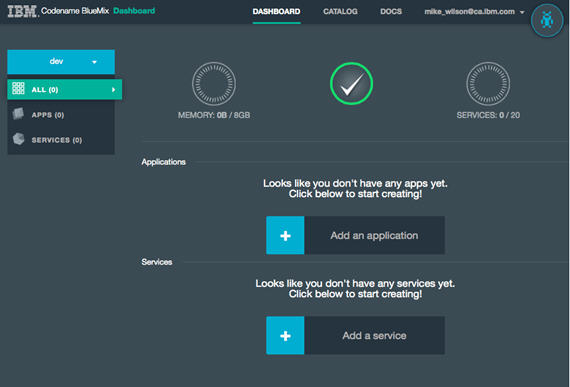 IBM. Codename BlueMix Dashboard
DASHBOARD
CATALOG
DOCS
mike_wilson@ca.ibm.com
dev
ALL (0)
APPS (0)
SERVICES (0)
MEMORY: 0B / 8GB
SERVICES: 0 / 20
Applications
Looks like you don't have any apps yet.
Click below to start creating!
+ Add an application
Services
Looks like you don't have any services yet.
Click below to start creating!
+ Add a service